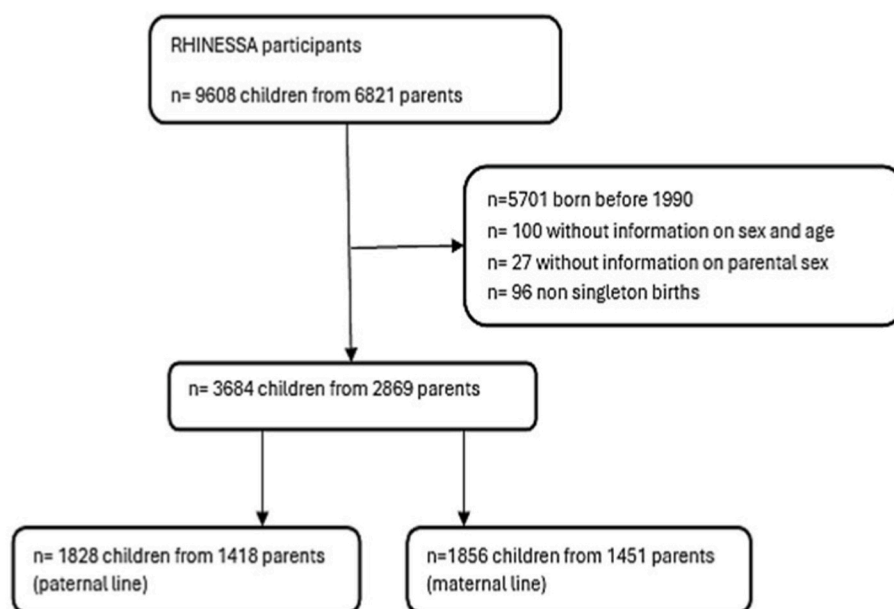 RHINESSA participants
n= 9608 children from 6821 parents
n=5701 born before 1990
n= 100 without information on sex and age
n= 27 without information on parental sex
n= 96 non singleton births
n= 3684 children from 2869 parents
n= 1828 children from 1418 parents
(paternal line)
n=1856 children from 1451 parents
(maternal line)